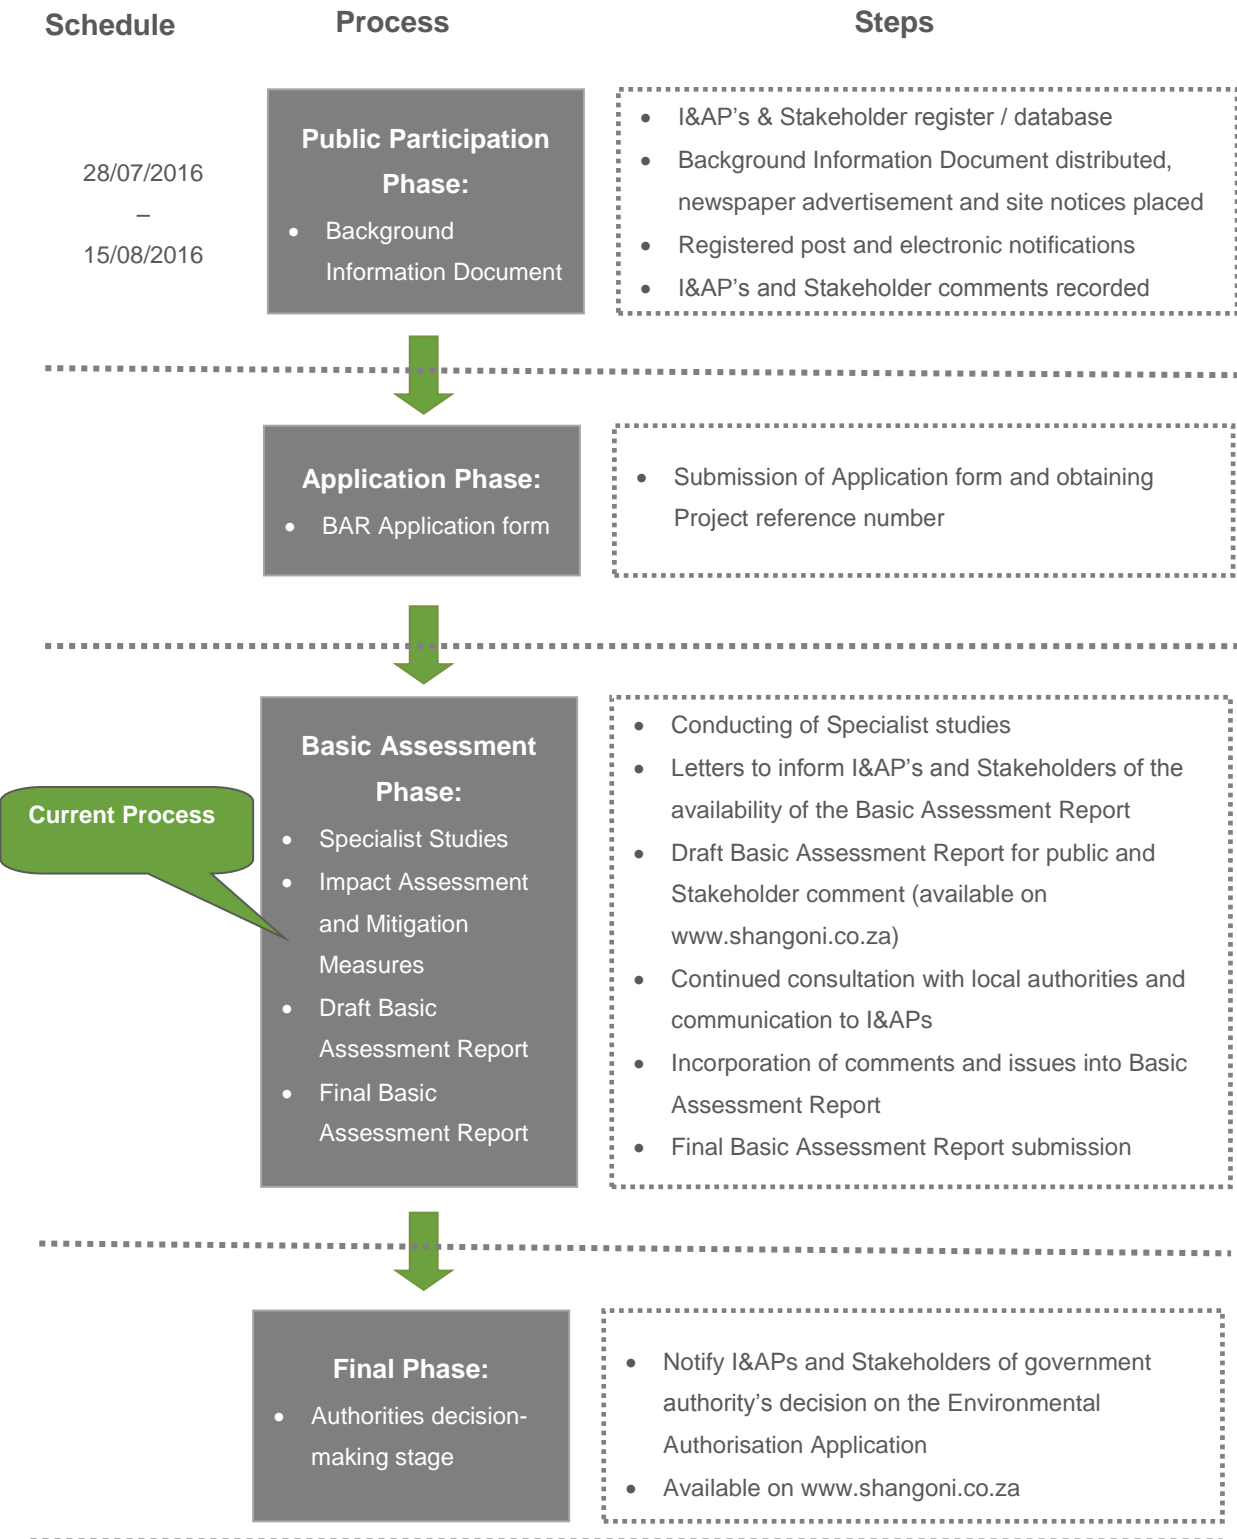 Schedule
Process
Steps
28/07/2016
–
15/08/2016
Public Participation
Phase:
• Background
Information Document
• I&AP's & Stakeholder register / database
• Background Information Document distributed,
newspaper advertisement and site notices placed
• Registered post and electronic notifications
• I&AP's and Stakeholder comments recorded
Application Phase:
• BAR Application form
• Submission of Application form and obtaining
Project reference number
Current Process
Basic Assessment
Phase:
• Specialist Studies
• Impact Assessment
and Mitigation
Measures
• Draft Basic
Assessment Report
• Final Basic
Assessment Report
• Conducting of Specialist studies
• Letters to inform I&AP's and Stakeholders of the
availability of the Basic Assessment Report
• Draft Basic Assessment Report for public and
Stakeholder comment (available on
www.shangoni.co.za)
• Continued consultation with local authorities and
communication to I&APs
• Incorporation of comments and issues into Basic
Assessment Report
• Final Basic Assessment Report submission
Final Phase:
• Authorities decision-
making stage
• Notify I&APs and Stakeholders of government
authority's decision on the Environmental
Authorisation Application
• Available on www.shangoni.co.za